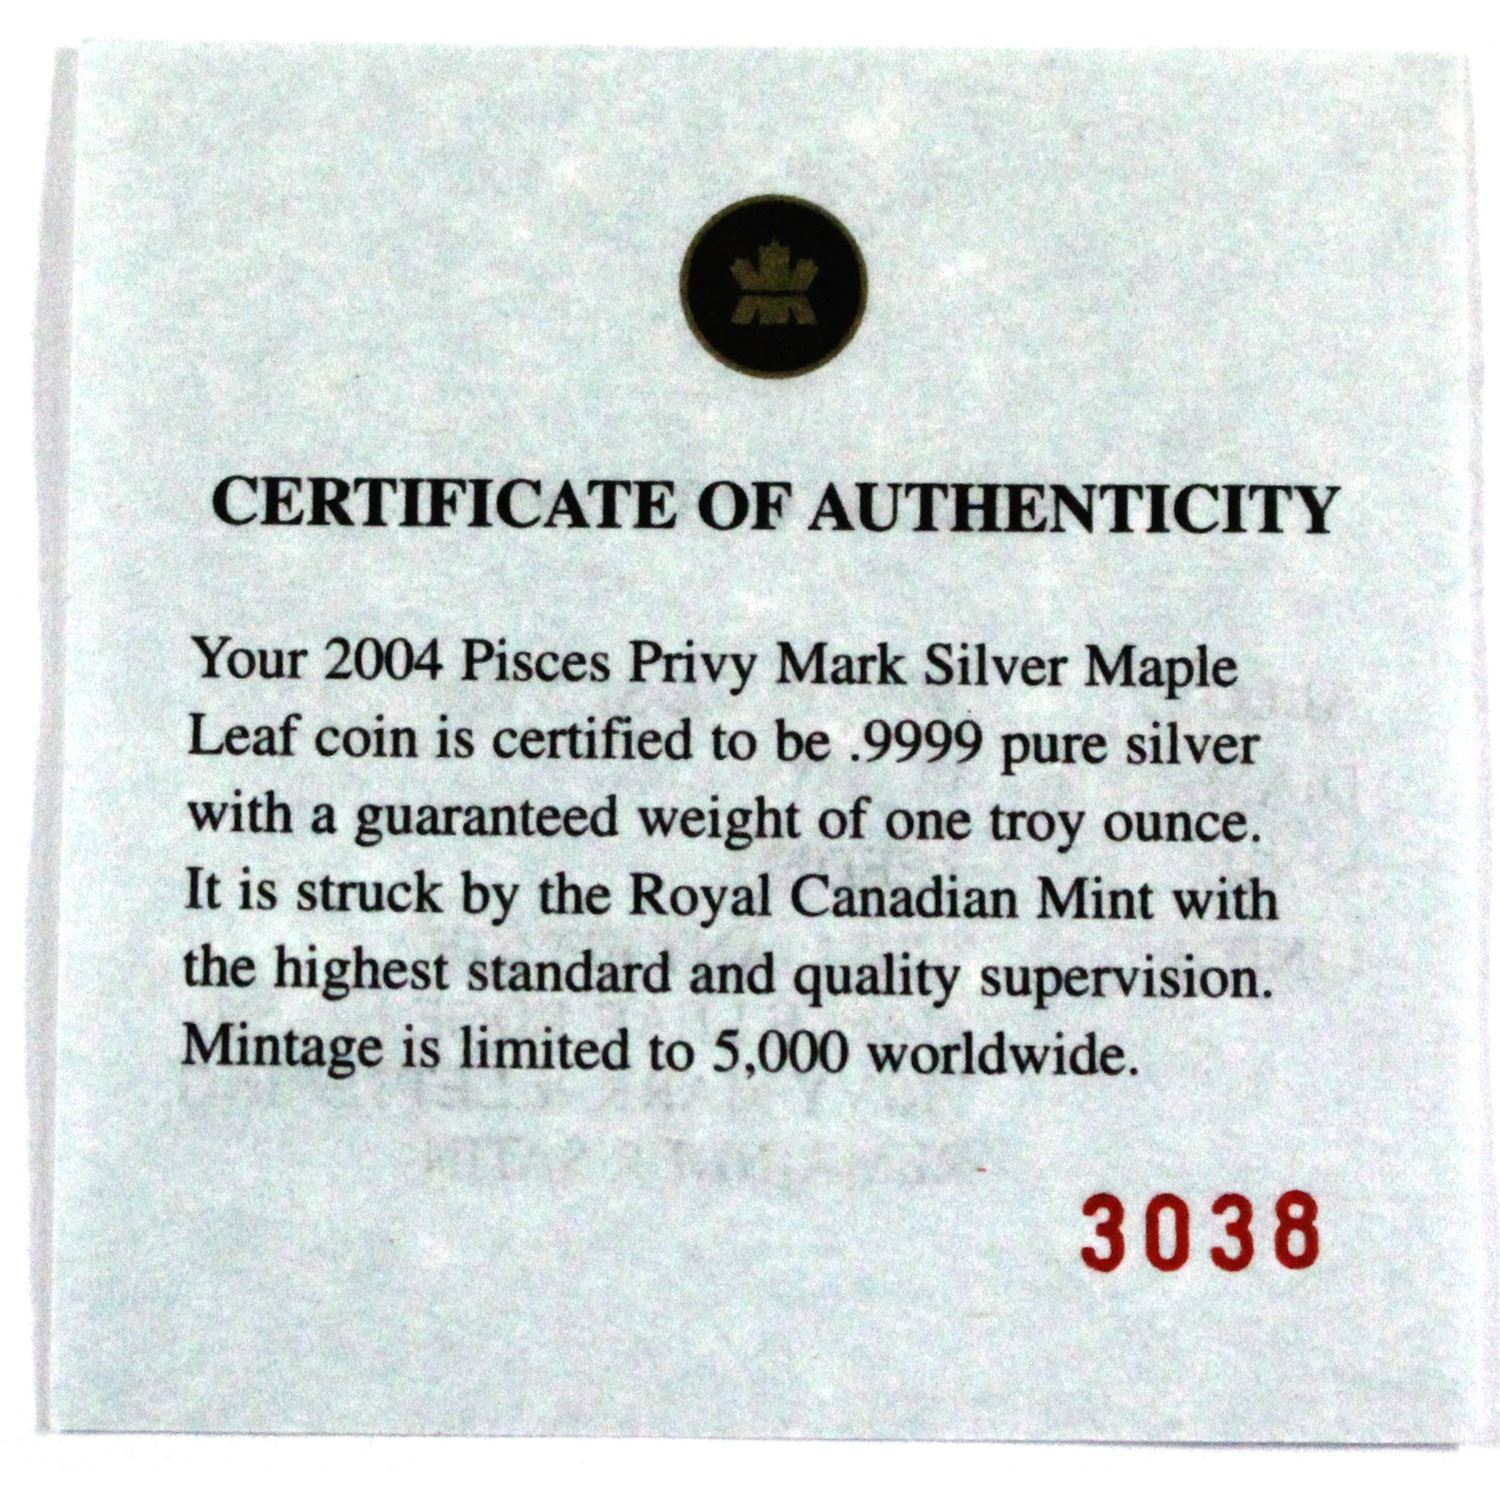 CERTIFICATE OF AUTHENTICITY
Your 2004 Pisces Privy Mark Silver Maple
Leaf coin is certified to be .9999 pure silver
with a guaranteed weight of one troy ounce.
It is struck by the Royal Canadian Mint with
the highest standard and quality supervision.
Mintage is limited to 5,000 worldwide.
3038